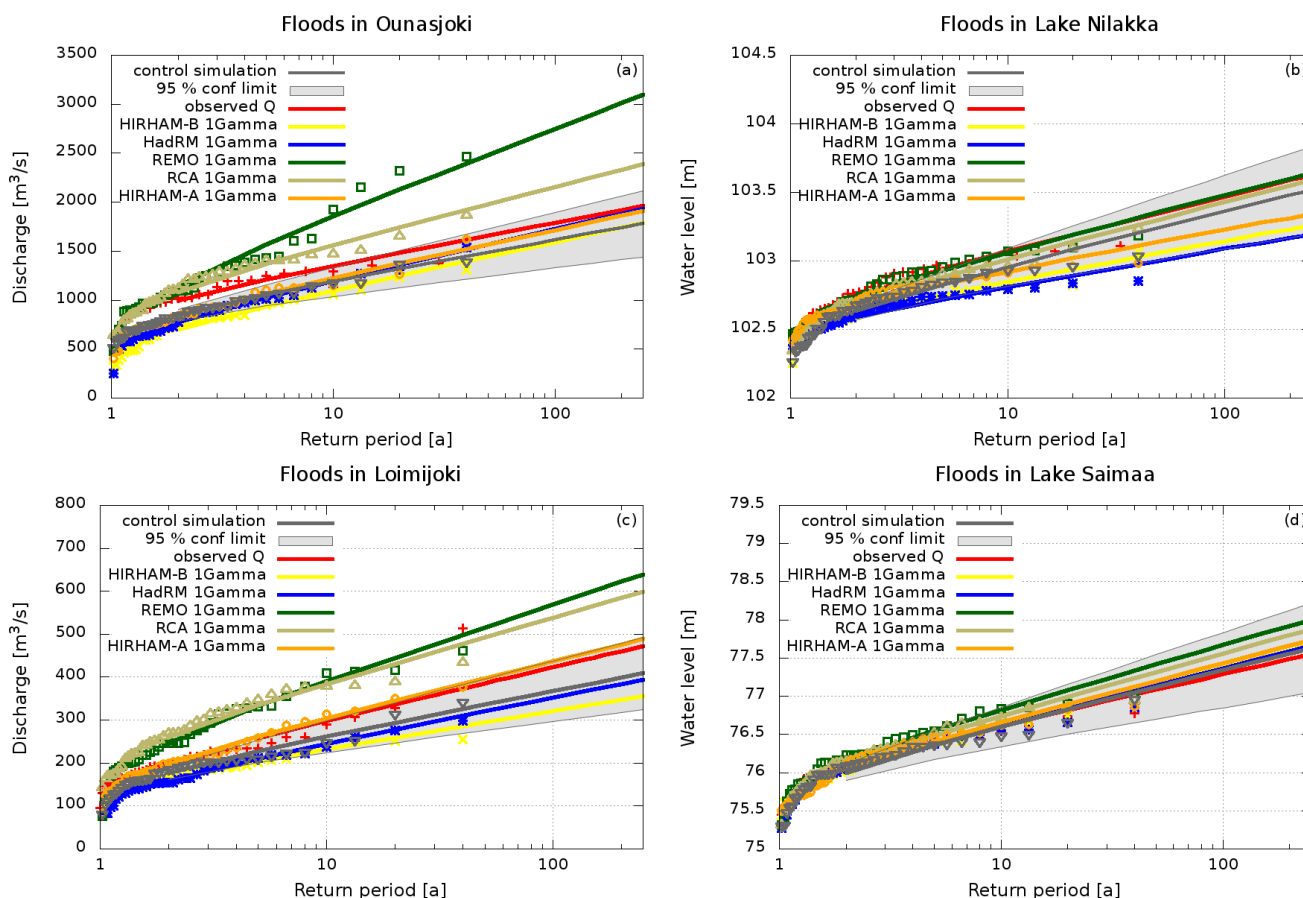 Floods in Ounasjoki
3500
3000
2500
2000
1500
1000
500
0
Discharge [m³/s]
(a)
control simulation
95 % conf limit
observed Q
HIRHAM-B 1Gamma
HadRM 1Gamma
REMO 1Gamma
RCA 1Gamma
HIRHAM-A 1Gamma
1 10 100
Return period [a]
Floods in Lake Nilakka
104.5
104
103.5
103
102.5
102
Water level [m]
(b)
control simulation
95 % conf limit
observed Q
HIRHAM-B 1Gamma
HadRM 1Gamma
REMO 1Gamma
RCA 1Gamma
HIRHAM-A 1Gamma
1 10 100
Return period [a]
Floods in Loimijoki
800
700
600
500
400
300
200
100
0
Discharge [m³/s]
(c)
control simulation
95 % conf limit
observed Q
HIRHAM-B 1Gamma
HadRM 1Gamma
REMO 1Gamma
RCA 1Gamma
HIRHAM-A 1Gamma
1 10 100
Return period [a]
Floods in Lake Saimaa
79.5
79
78.5
78
77.5
77
76.5
76
75.5
75
Water level [m]
(d)
control simulation
95 % conf limit
observed Q
HIRHAM-B 1Gamma
HadRM 1Gamma
REMO 1Gamma
RCA 1Gamma
HIRHAM-A 1Gamma
1 10 100
Return period [a]